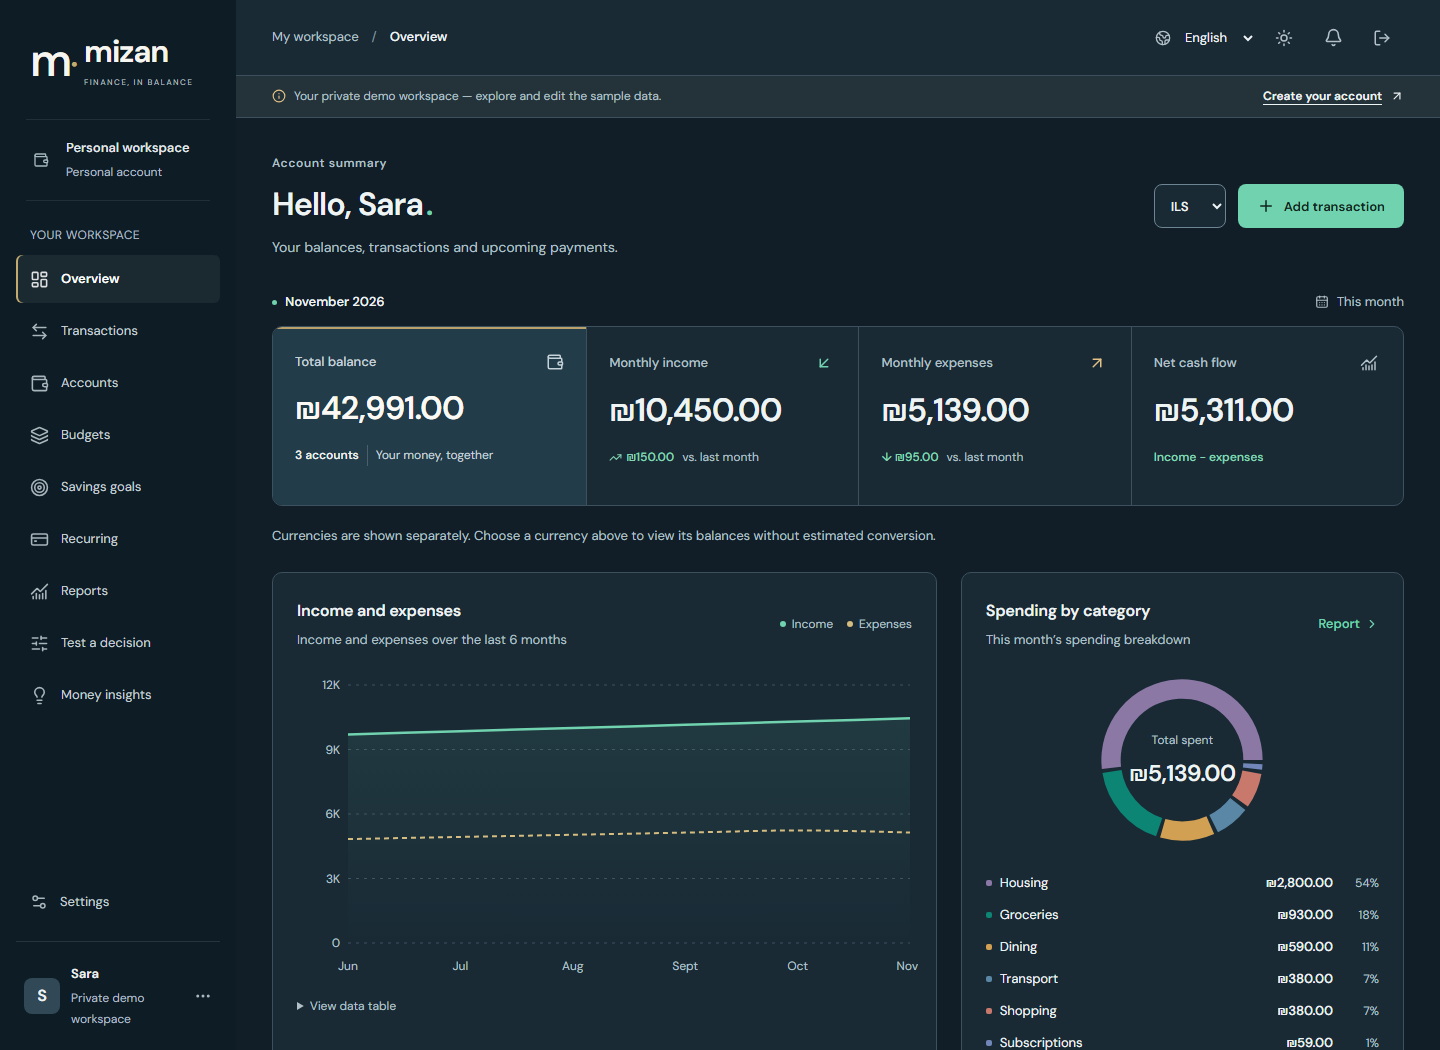 m.
mizan
FINANCE, IN BALANCE
Personal workspace
Personal account
YOUR WORKSPACE
Overview
Transactions
Accounts
Budgets
Savings goals
Recurring
Reports
Test a decision
Money insights
Settings
S
Sara
Private demo
workspace
My workspace / Overview
English
Your private demo workspace — explore and edit the sample data.
Create your account
Account summary
Hello, Sara.
Your balances, transactions and upcoming payments.
ILS
+ Add transaction
November 2026
This month
Total balance
₪42,991.00
3 accounts
Your money, together
Monthly income
₪10,450.00
₪150.00 vs. last month
Monthly expenses
₪5,139.00
₪95.00 vs. last month
Net cash flow
₪5,311.00
Income − expenses
Currencies are shown separately. Choose a currency above to view its balances without estimated conversion.
Income and expenses
Income and expenses over the last 6 months
Income
Expenses
12K
9K
6K
3K
0
Jun
Jul
Aug
Sept
Oct
Nov
View data table
Spending by category
This month's spending breakdown
Report
Total spent
₪5,139.00
Housing ₪2,800.00 54%
Groceries ₪930.00 18%
Dining ₪590.00 11%
Transport ₪380.00 7%
Shopping ₪380.00 7%
Subscriptions ₪59.00 1%